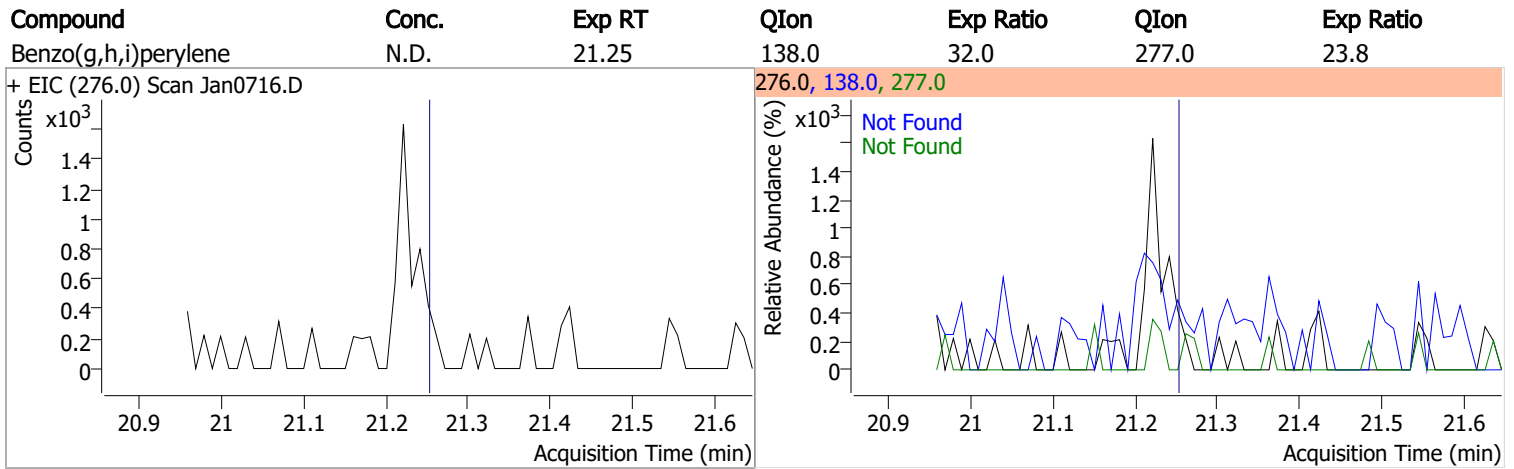 Compound Conc. Exp RT QIon Exp Ratio QIon Exp Ratio
Benzo(g,h,i)perylene N.D. 21.25 138.0 32.0 277.0 23.8
+ EIC (276.0) Scan Jan0716.D
Counts
x10³
1.4
1.2
1
0.8
0.6
0.4
0.2
0
20.9 21 21.1 21.2 21.3 21.4 21.5 21.6
Acquisition Time (min)
276.0, 138.0, 277.0
Relative Abundance (%)
x10³
Not Found
Not Found
1.4
1.2
1
0.8
0.6
0.4
0.2
0
20.9 21 21.1 21.2 21.3 21.4 21.5 21.6
Acquisition Time (min)